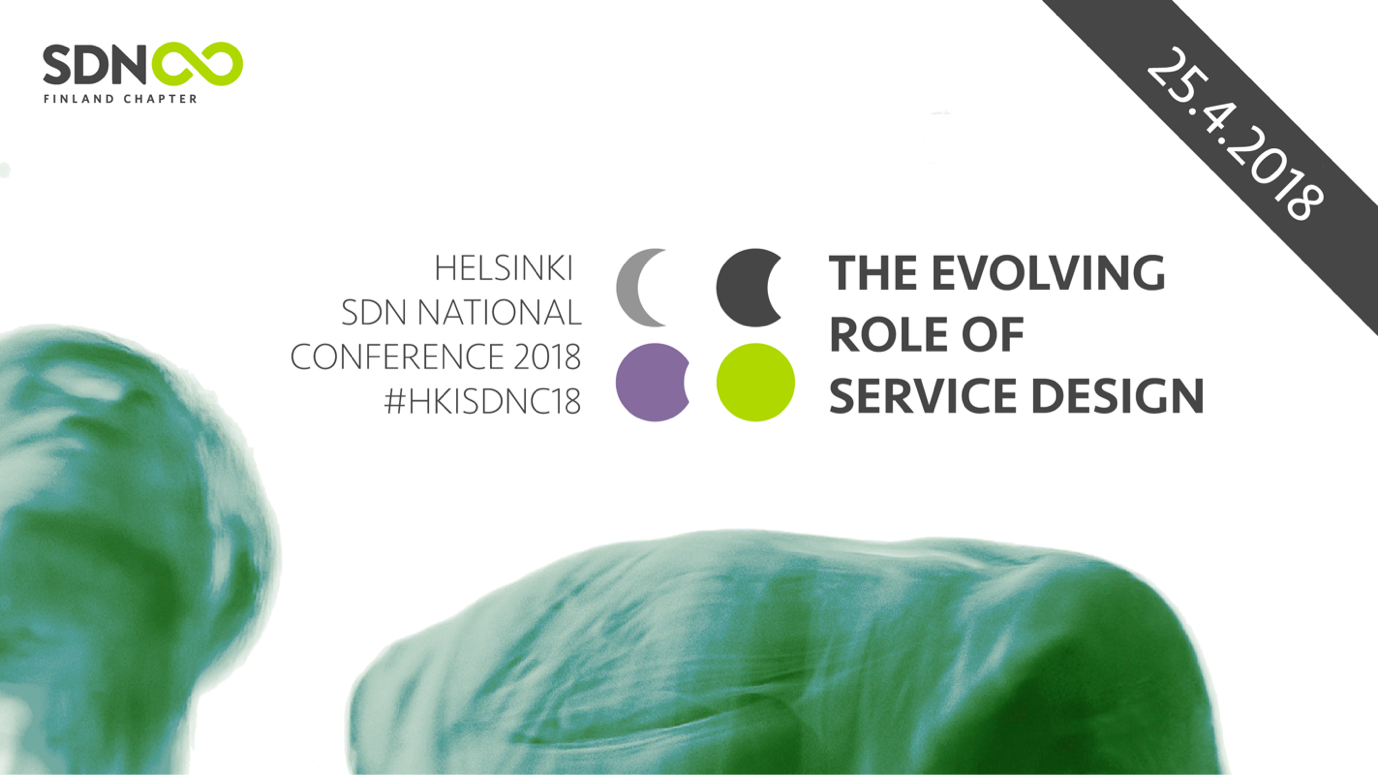 SDN
FINLAND CHAPTER
25.4.2018
HELSINKI
SDN NATIONAL
CONFERENCE 2018
#HKISDNC18
THE EVOLVING
ROLE OF
SERVICE DESIGN